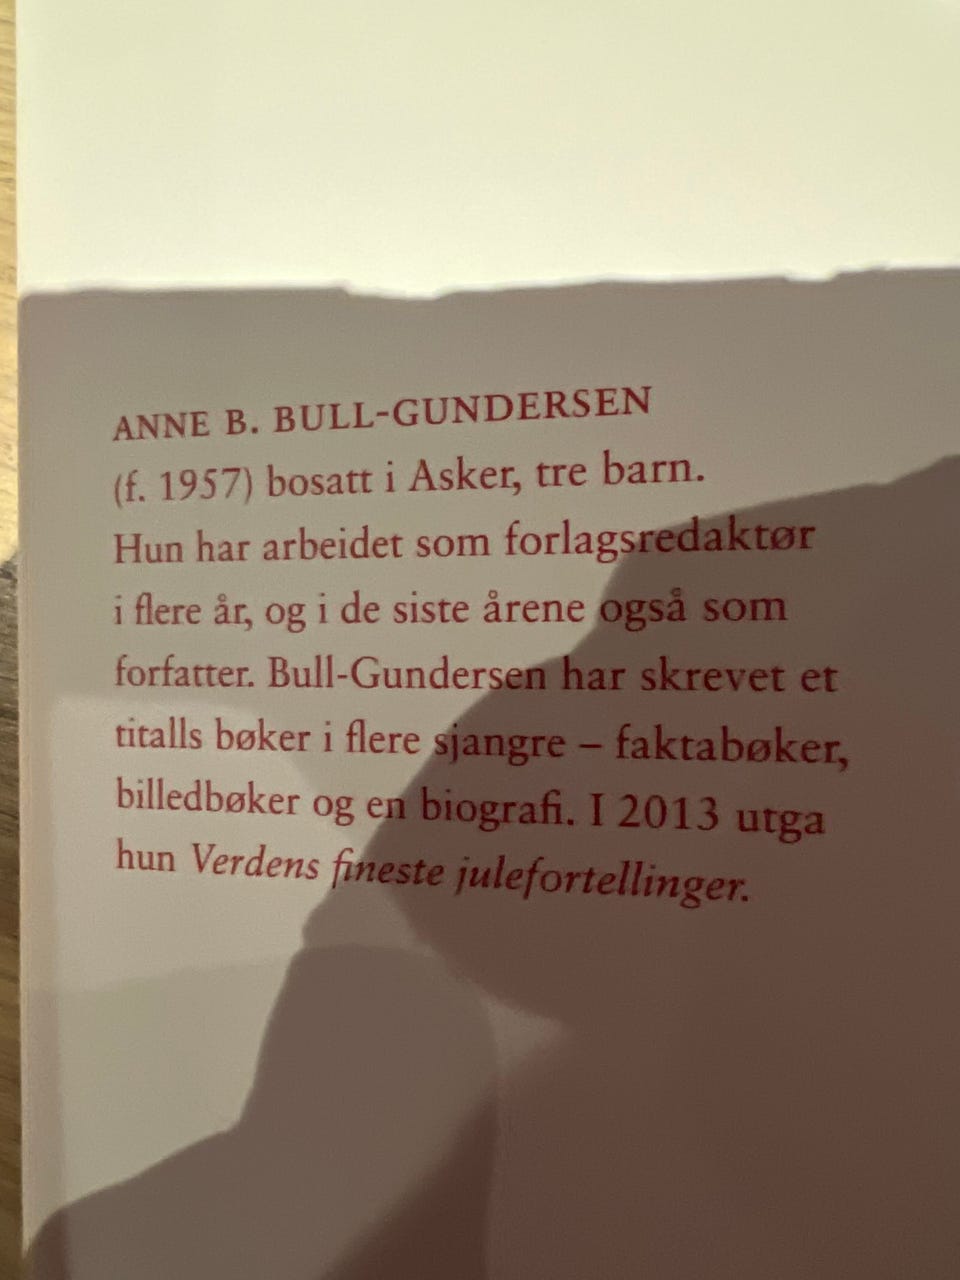 ANNE B. BULL-GUNDERSEN
(f. 1957) bosatt i Asker, tre barn.
Hun har arbeidet som forlagsredaktør
i flere år, og i de siste årene også som
forfatter. Bull-Gundersen har skrevet et
titalls bøker i flere sjangre – faktabøker,
billedbøker og en biografi. I 2013 utga
hun Verdens fineste julefortellinger.